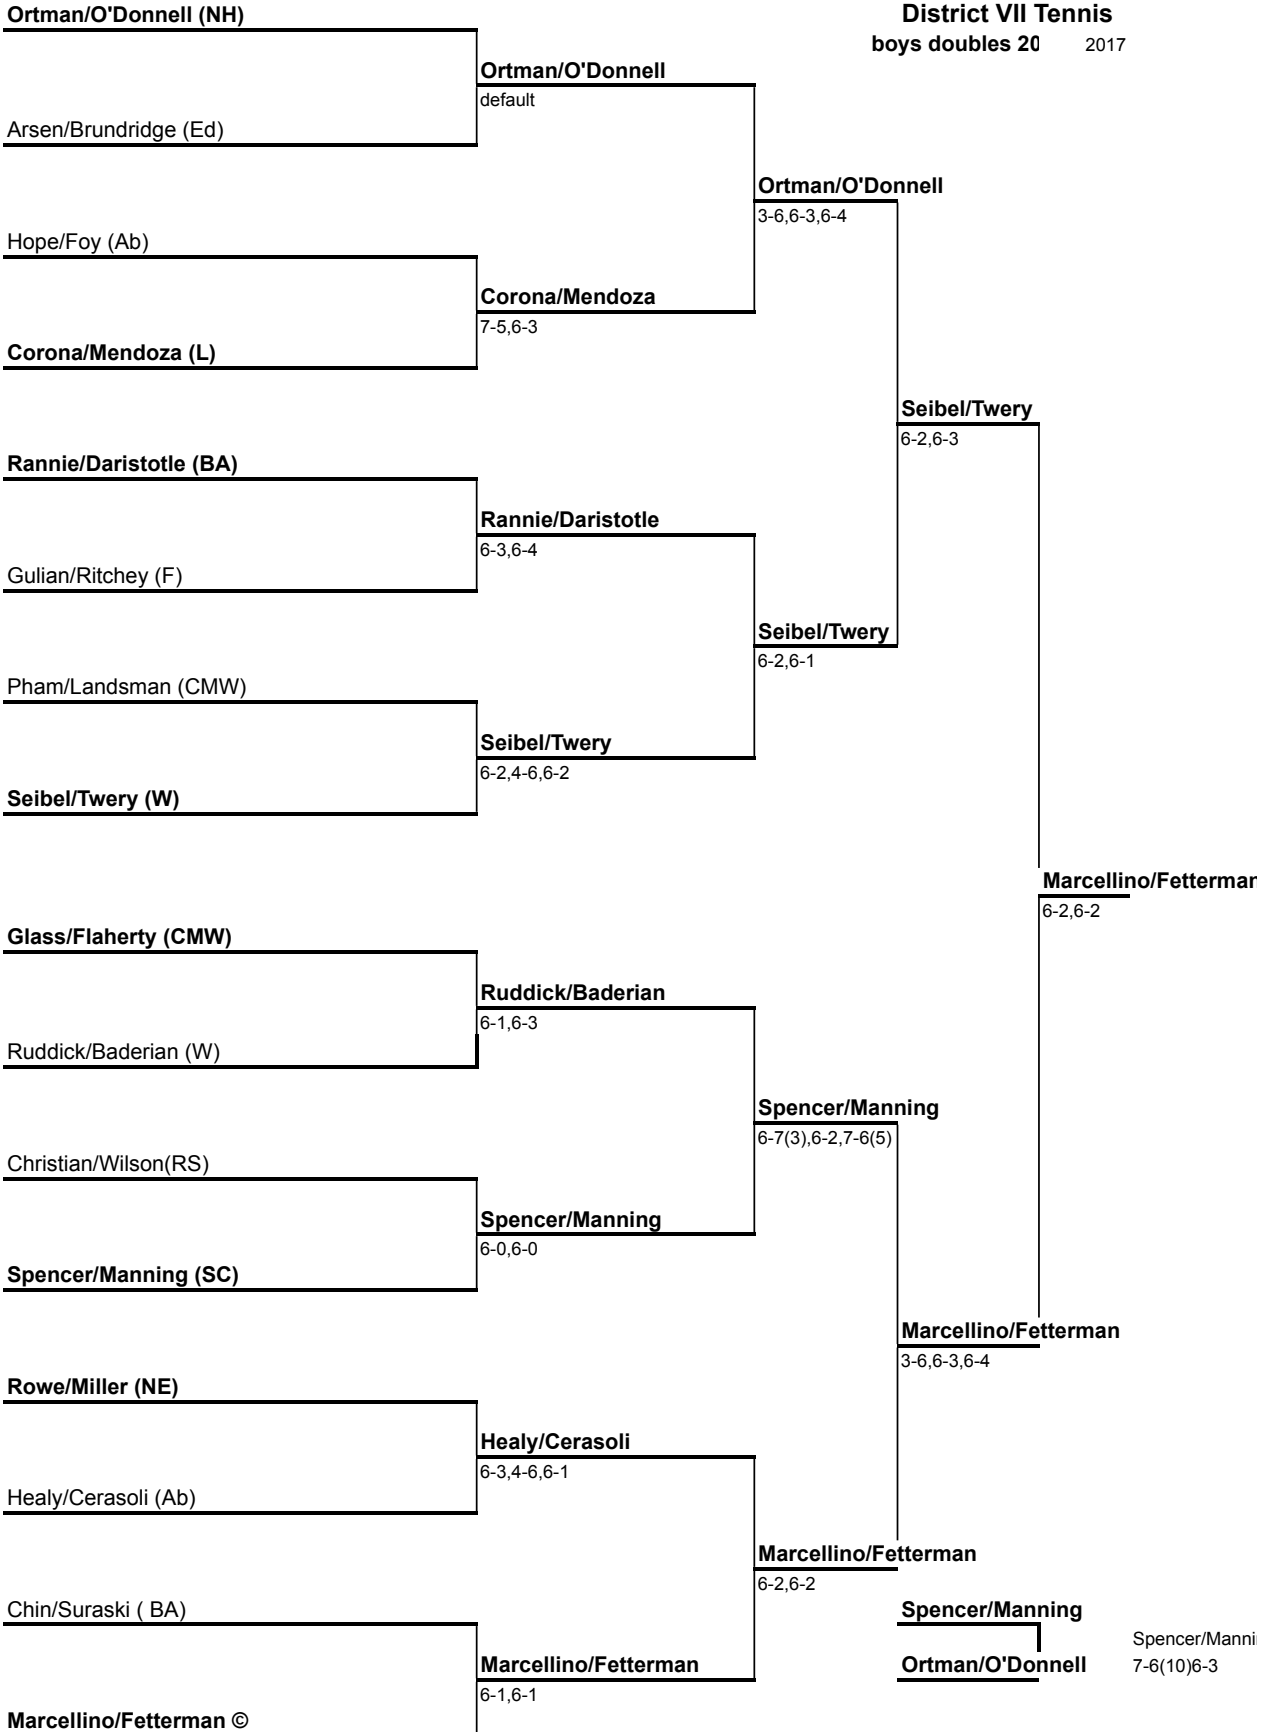 Ortman/O'Donnell (NH)
District VII Tennis
boys doubles 20 2017
Ortman/O'Donnell
default
Arsen/Brundridge (Ed)
Ortman/O'Donnell
3-6,6-3,6-4
Hope/Foy (Ab)
Corona/Mendoza
7-5,6-3
Corona/Mendoza (L)
Seibel/Twery
6-2,6-3
Rannie/Daristotle (BA)
Rannie/Daristotle
6-3,6-4
Gulian/Ritchey (F)
Seibel/Twery
6-2,6-1
Pham/Landsman (CMW)
Seibel/Twery
6-2,4-6,6-2
Seibel/Twery (W)
Marcellino/Fetterman
6-2,6-2
Glass/Flaherty (CMW)
Ruddick/Baderian
6-1,6-3
Ruddick/Baderian (W)
Spencer/Manning
6-7(3),6-2,7-6(5)
Christian/Wilson(RS)
Spencer/Manning
6-0,6-0
Spencer/Manning (SC)
Marcellino/Fetterman
3-6,6-3,6-4
Rowe/Miller (NE)
Healy/Cerasoli
6-3,4-6,6-1
Healy/Cerasoli (Ab)
Marcellino/Fetterman
6-2,6-2
Chin/Suraski ( BA)
Spencer/Manning
Spencer/Manni
Marcellino/Fetterman
Ortman/O'Donnell
7-6(10)6-3
6-1,6-1
Marcellino/Fetterman ©